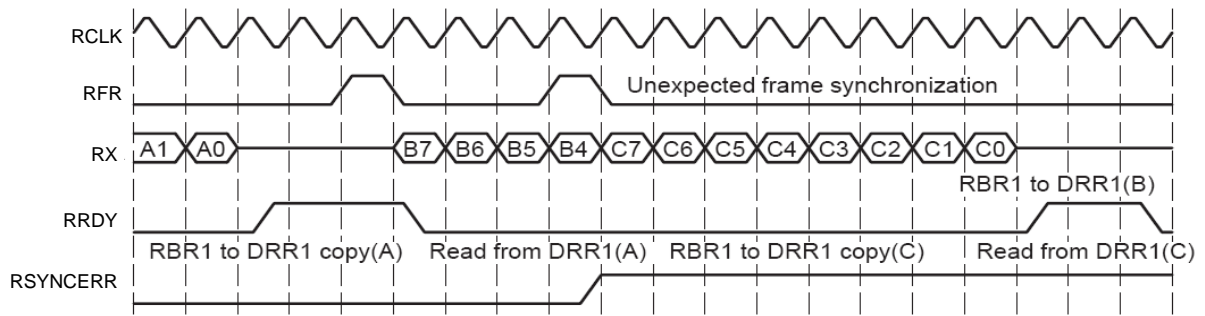 RCLK
RFR
Unexpected frame synchronization
RX
A1 A0 B7 B6 B5 B4 C7 C6 C5 C4 C3 C2 C1 C0
RBR1 to DRR1(B)
RRDY
RBR1 to DRR1 copy(A) Read from DRR1(A) RBR1 to DRR1 copy(C) Read from DRR1(C)
RSYNCERR